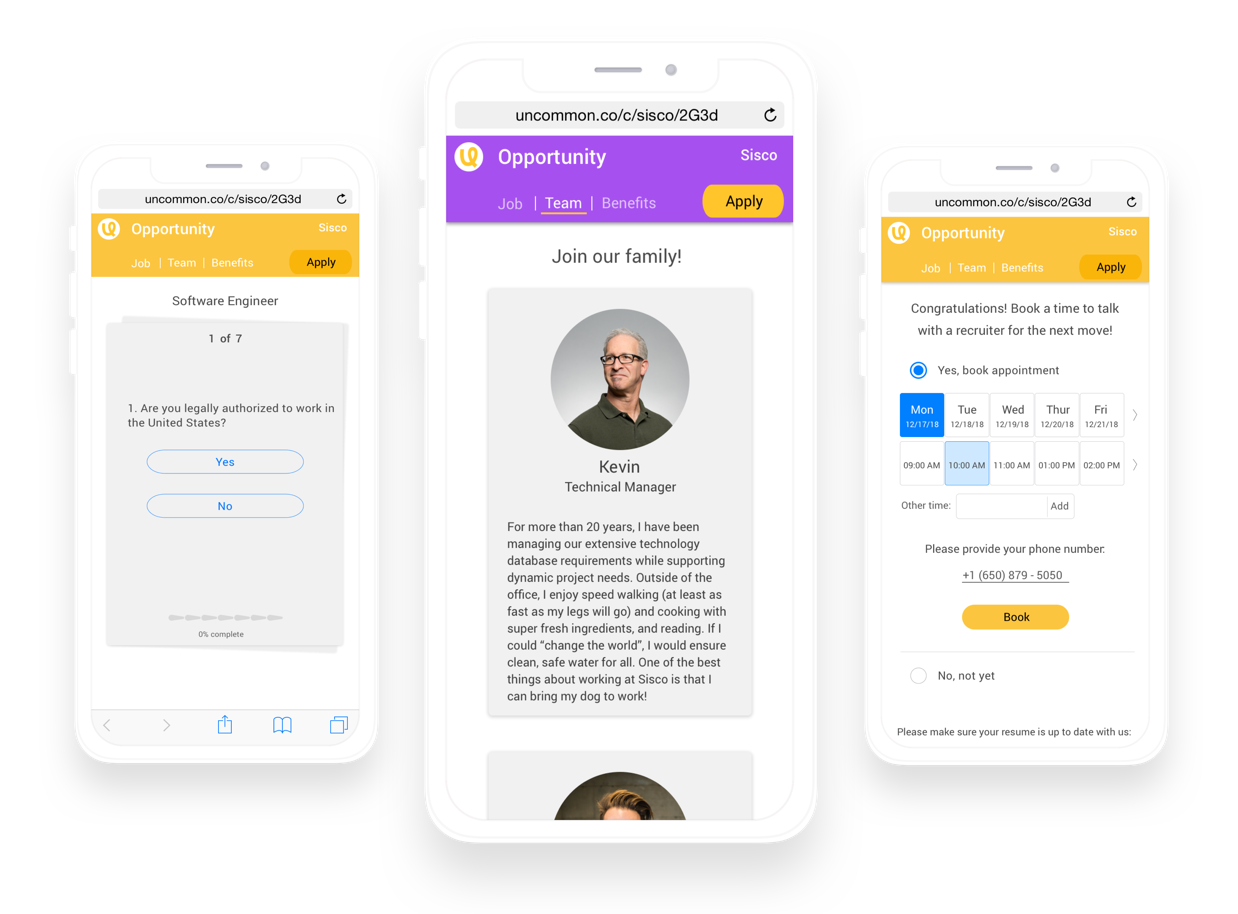 uncommon.co/c/sisco/2G3d
Opportunity
Sisco
Job | Team | Benefits
Apply
Software Engineer
1 of 7
1. Are you legally authorized to work in
the United States?
Yes
No
0% complete
uncommon.co/c/sisco/2G3d
Opportunity
Sisco
Job | Team | Benefits
Apply
Join our family!
Kevin
Technical Manager
For more than 20 years, I have been
managing our extensive technology
database requirements while supporting
dynamic project needs. Outside of the
office, I enjoy speed walking (at least as
fast as my legs will go) and cooking with
super fresh ingredients, and reading. If I
could “change the world”, I would ensure
clean, safe water for all. One of the best
things about working at Sisco is that I
can bring my dog to work!
uncommon.co/c/sisco/2G3d
Opportunity
Sisco
Job | Team | Benefits
Apply
Congratulations! Book a time to talk
with a recruiter for the next move!
Yes, book appointment
Mon Tue Wed Thur Fri
12/17/18 12/18/18 12/19/18 12/20/18 12/21/18
09:00 AM 10:00 AM 11:00 AM 01:00 PM 02:00 PM
Other time: Add
Please provide your phone number.
+1 (650) 879 - 5050
Book
No, not yet
Please make sure your resume is up to date with us: